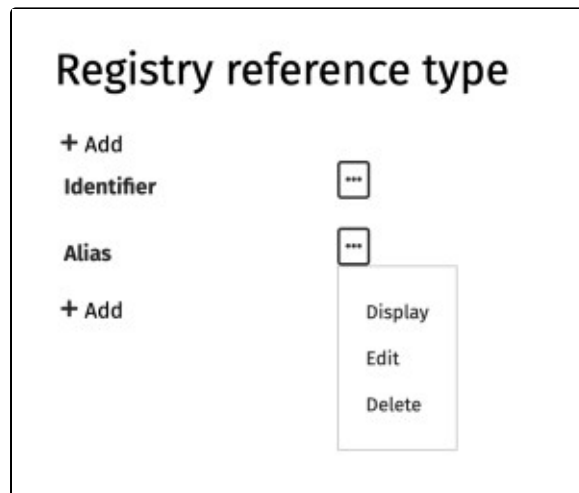 Registry reference type
+ Add
Identifier
...
Alias
...
+ Add
Display
Edit
Delete